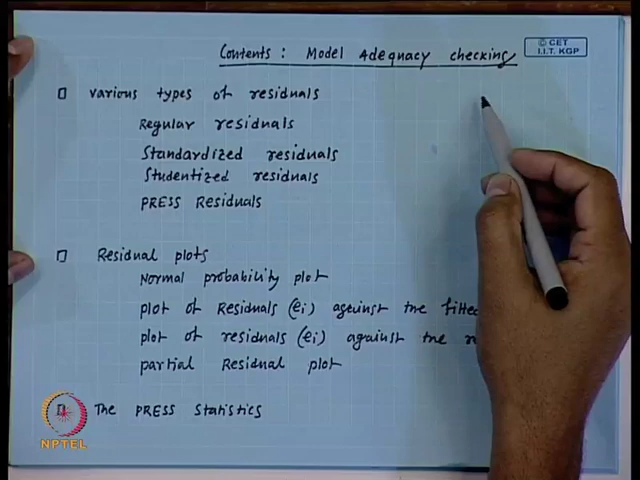 Contents : Model Adequacy checking
© CET
I.I.T. KGP
various types of residuals
Regular residuals
Standardized residuals
Studentized residuals
PRESS Residuals
Residual plots
Normal probability plot
plot of Residuals (ei) against the fitte
plot of residuals (ei) against the
partial Residual plot
The PRESS Statistics
NPTEL